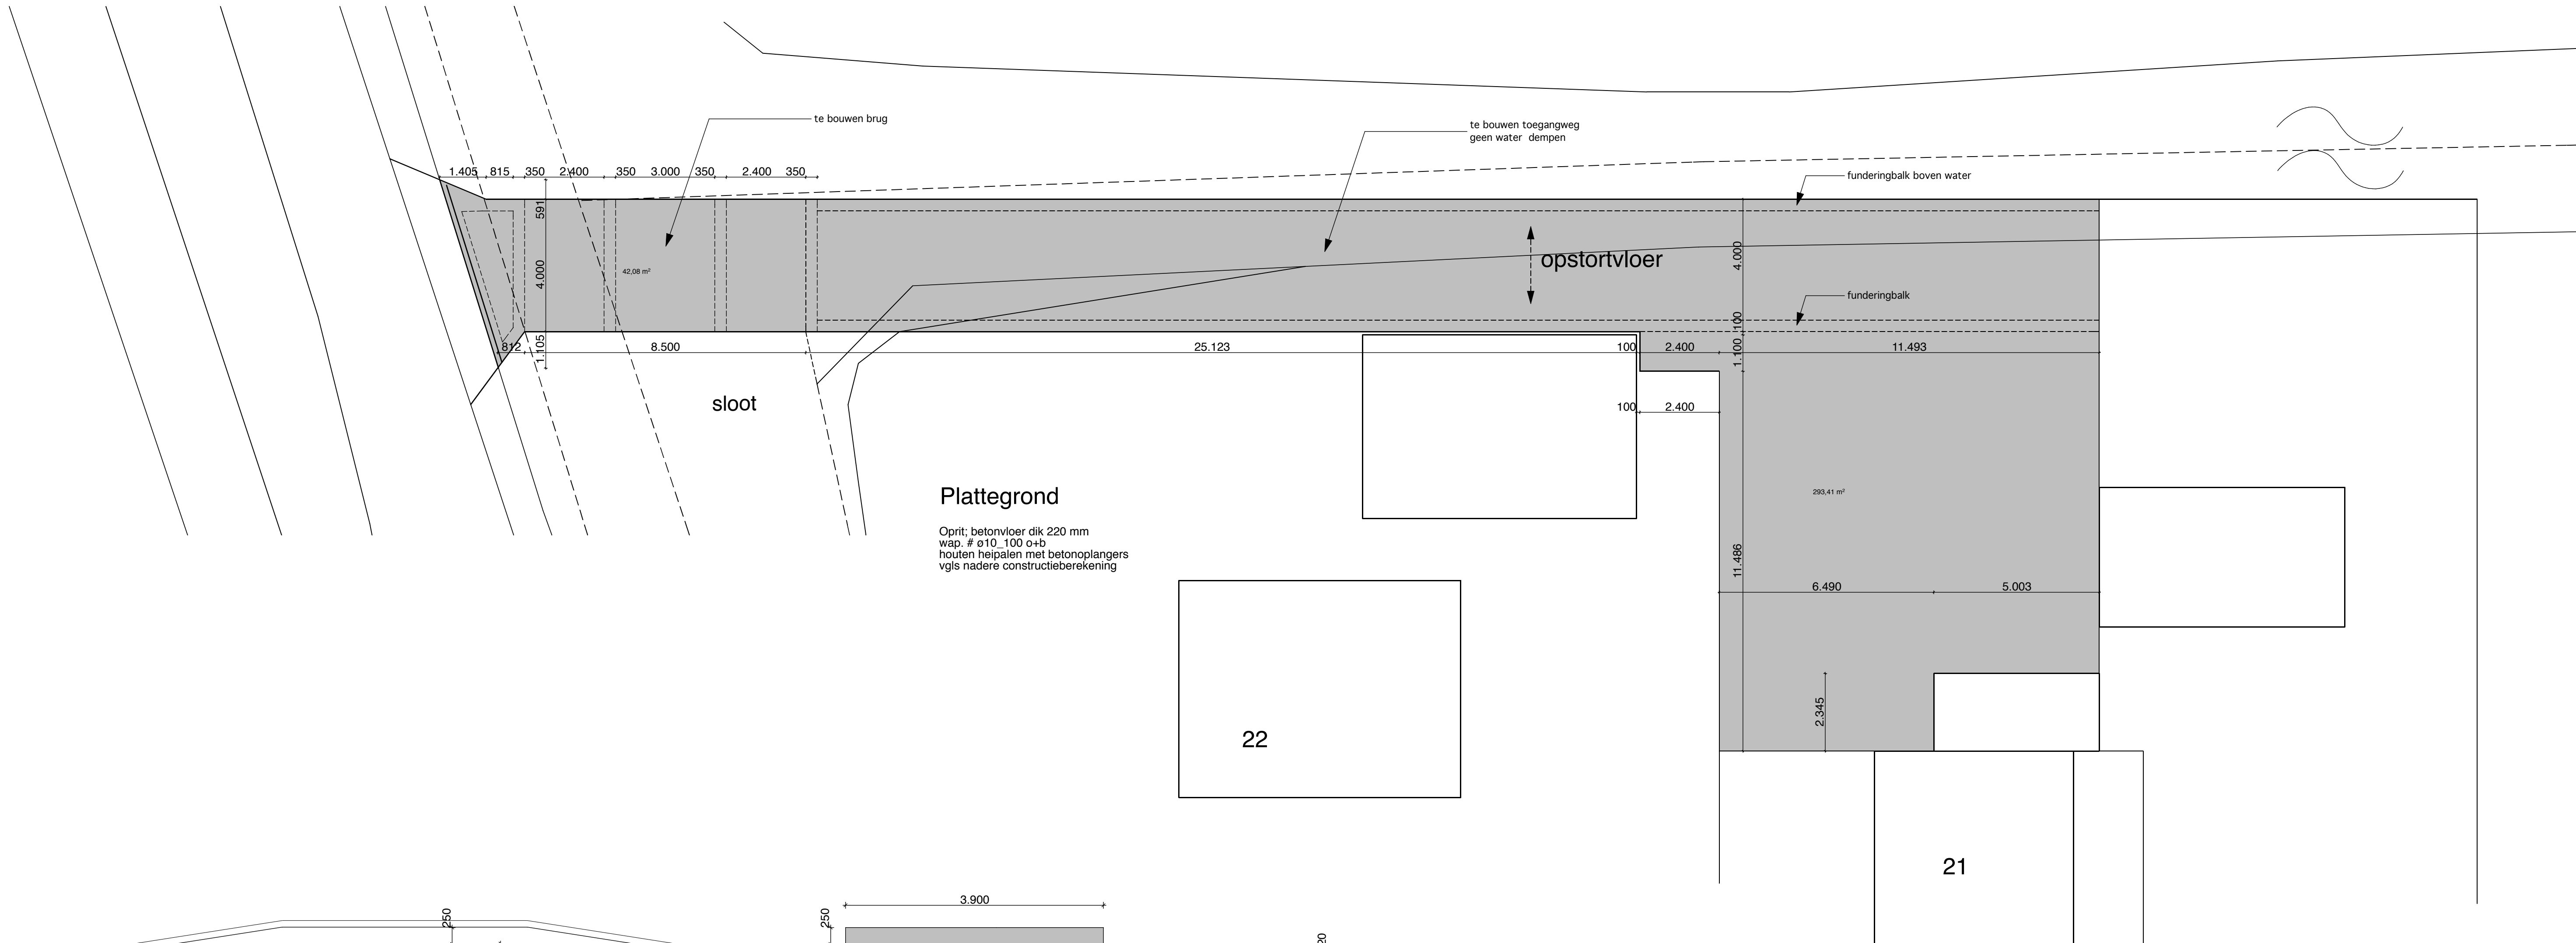 te bouwen brug
te bouwen toegangweg
geen water dempen
1.405 815 350 2.400 350 3.000 350 2.400 350
funderingbalk boven water
591
4.000
1.105
42,08 m²
opstortvloer
4.000
100
1.100
funderingbalk
812 8.500 25.123 100 2.400 11.493
sloot
100 2.400
Plattegrond
293,41 m²
Oprit; betonvloer dik 220 mm
wap. # ø10_100 o+b
houten heipalen met betonoplangers
vgls nadere constructieberekening
11.486
6.490 5.003
2.345
22
21
3.900
250
250
20